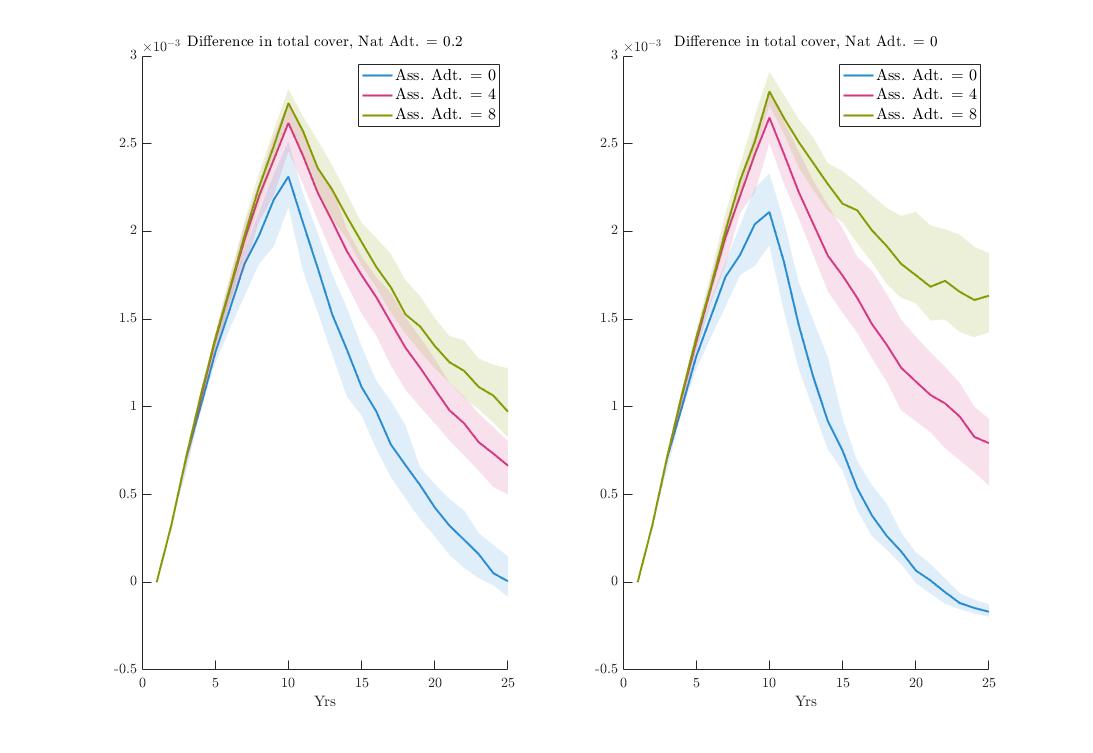 ×10⁻³ Difference in total cover, Nat Adt. = 0.2
3
2.5
2
1.5
1
0.5
0
-0.5
0 5 10 15 20 25
Yrs
Ass. Adt. = 0
Ass. Adt. = 4
Ass. Adt. = 8
×10⁻³ Difference in total cover, Nat Adt. = 0
3
2.5
2
1.5
1
0.5
0
-0.5
0 5 10 15 20 25
Yrs
Ass. Adt. = 0
Ass. Adt. = 4
Ass. Adt. = 8